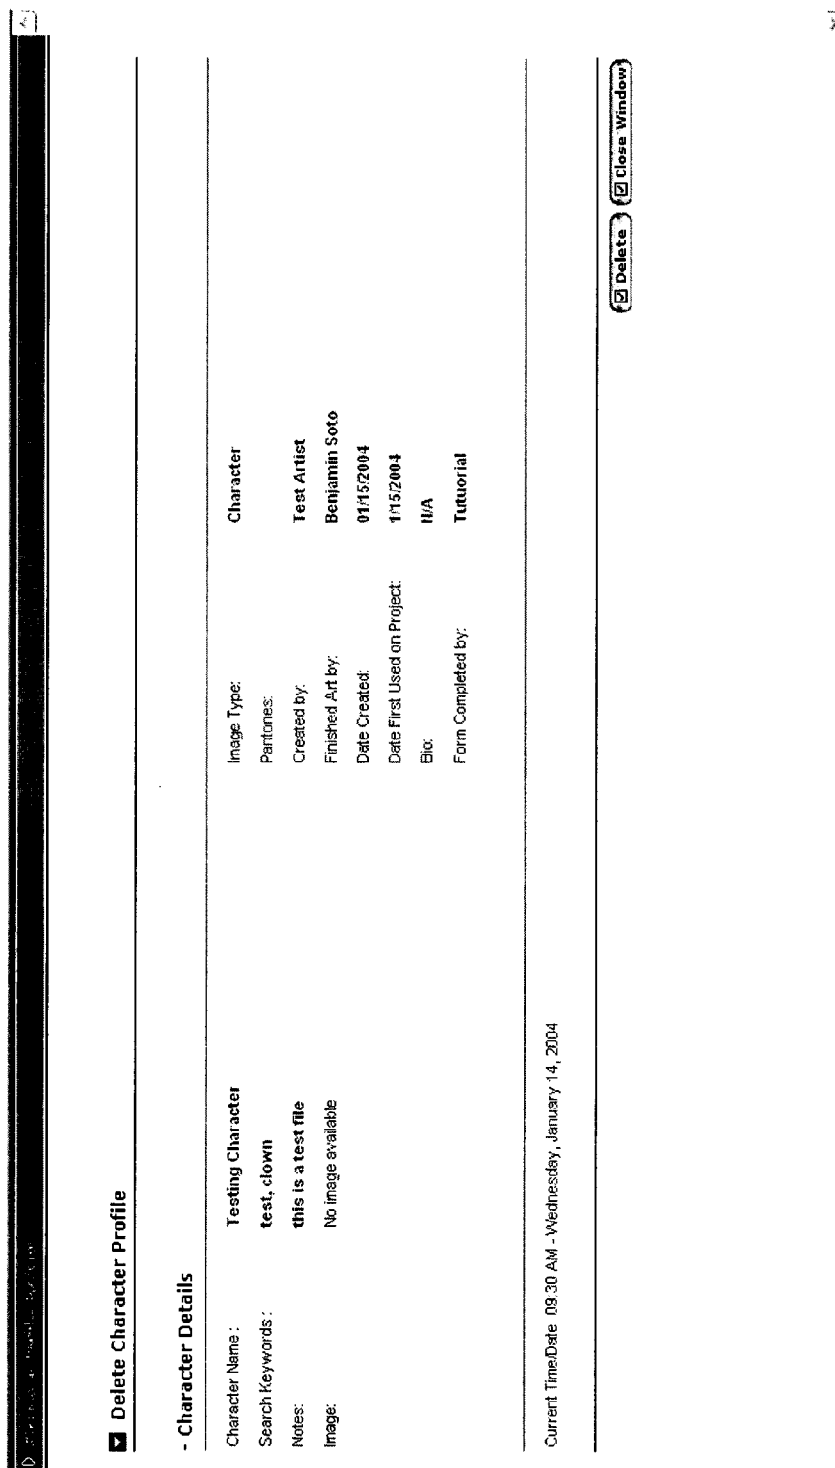 Delete Character Profile
- Character Details
Character Name : Testing Character
Search Keywords : test, clown
Notes: this is a test file
Image: No image available
Image Type: Character
Pantones:
Created by: Test Artist
Finished Art by: Benjamin Soto
Date Created: 01/15/2004
Date First Used on Project: 1/15/2004
Bio: N/A
Form Completed by: Tutuorial
Current Time/Date 09:30 AM - Wednesday, January 14, 2004
Delete
Close Window